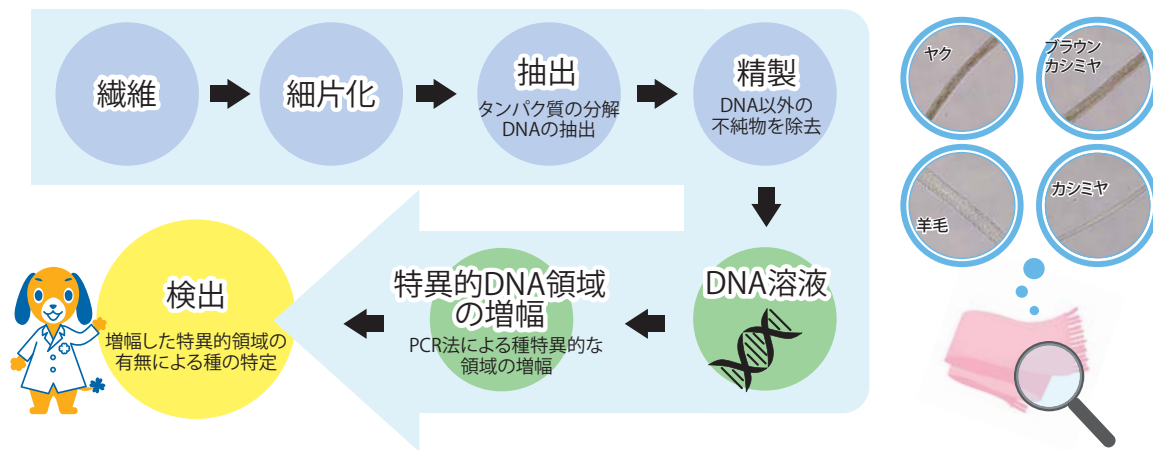 繊維
細片化
抽出
タンパク質の分解
DNAの抽出
精製
DNA以外の
不純物を除去
DNA溶液
特異的DNA領域
の増幅
PCR法による種特異的な
領域の増幅
検出
増幅した特異的領域の
有無による種の特定
ヤク
ブラウン
カシミヤ
羊毛
カシミヤ